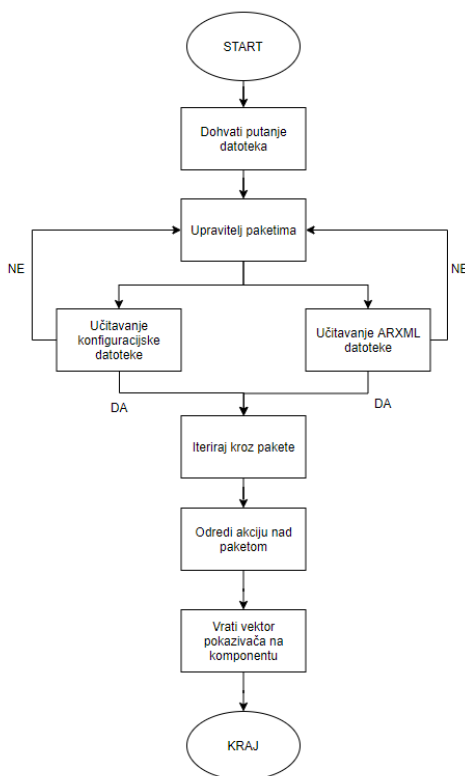 START
Dohvati putanje
datoteka
Upravitelj paketima
NE
NE
Učitavanje
konfiguracijske
datoteke
Učitavanje ARXML
datoteke
DA
DA
Iteriraj kroz pakete
Odredi akciju nad
paketom
Vrati vektor
pokazivača na
komponentu
KRAJ